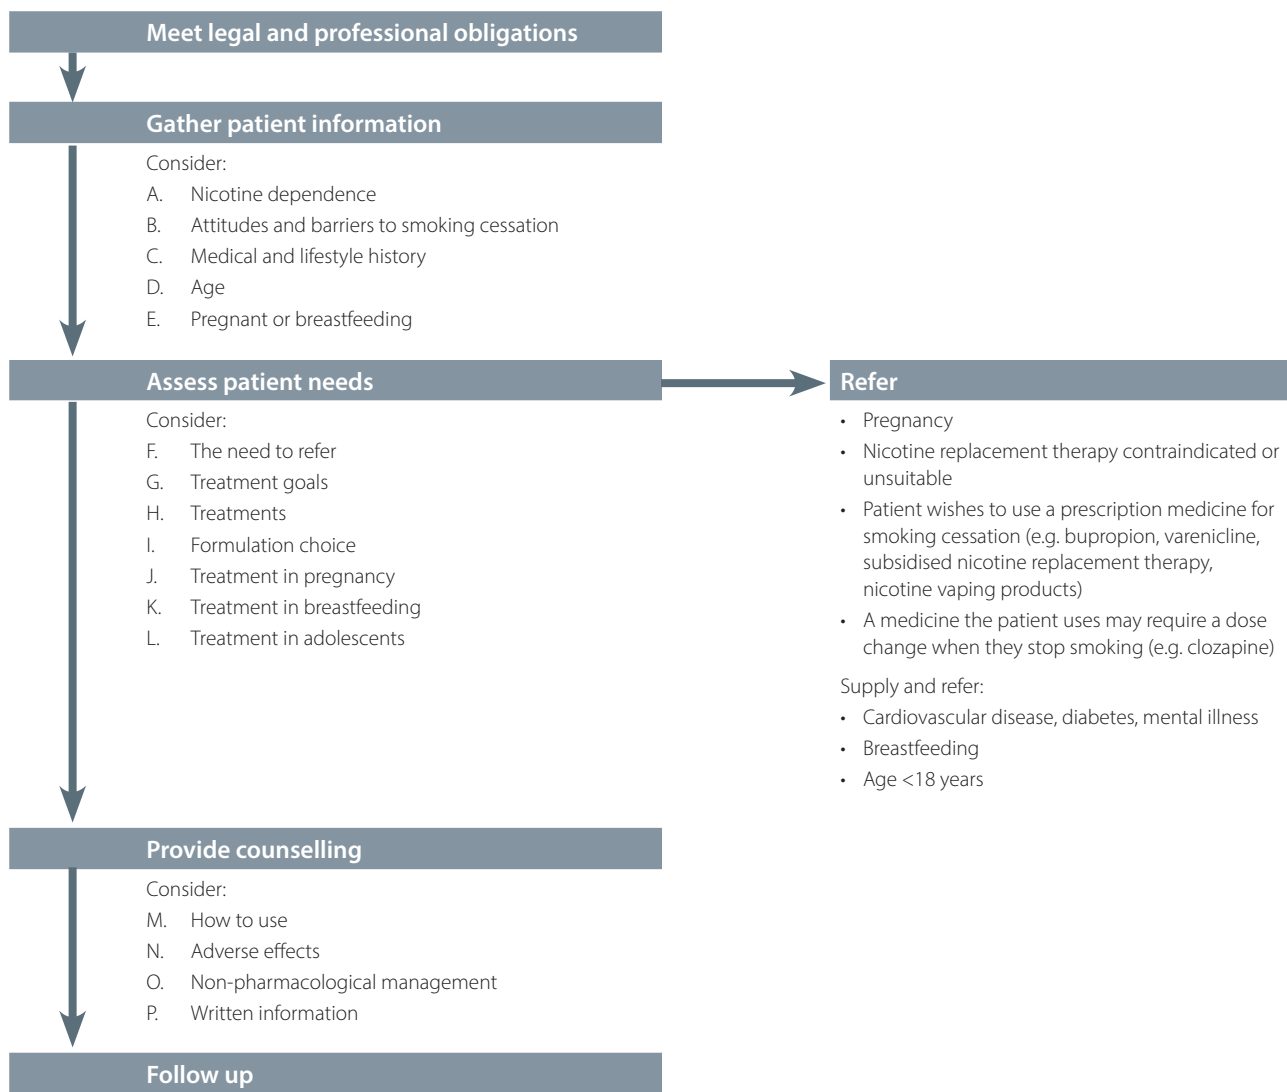 Meet legal and professional obligations
Gather patient information
Consider:
A. Nicotine dependence
B. Attitudes and barriers to smoking cessation
C. Medical and lifestyle history
D. Age
E. Pregnant or breastfeeding
Assess patient needs
Consider:
F. The need to refer
G. Treatment goals
H. Treatments
I. Formulation choice
J. Treatment in pregnancy
K. Treatment in breastfeeding
L. Treatment in adolescents
Refer
• Pregnancy
• Nicotine replacement therapy contraindicated or
unsuitable
• Patient wishes to use a prescription medicine for
smoking cessation (e.g. bupropion, varenicline,
subsidised nicotine replacement therapy,
nicotine vaping products)
• A medicine the patient uses may require a dose
change when they stop smoking (e.g. clozapine)
Supply and refer:
• Cardiovascular disease, diabetes, mental illness
• Breastfeeding
• Age <18 years
Provide counselling
Consider:
M. How to use
N. Adverse effects
O. Non-pharmacological management
P. Written information
Follow up